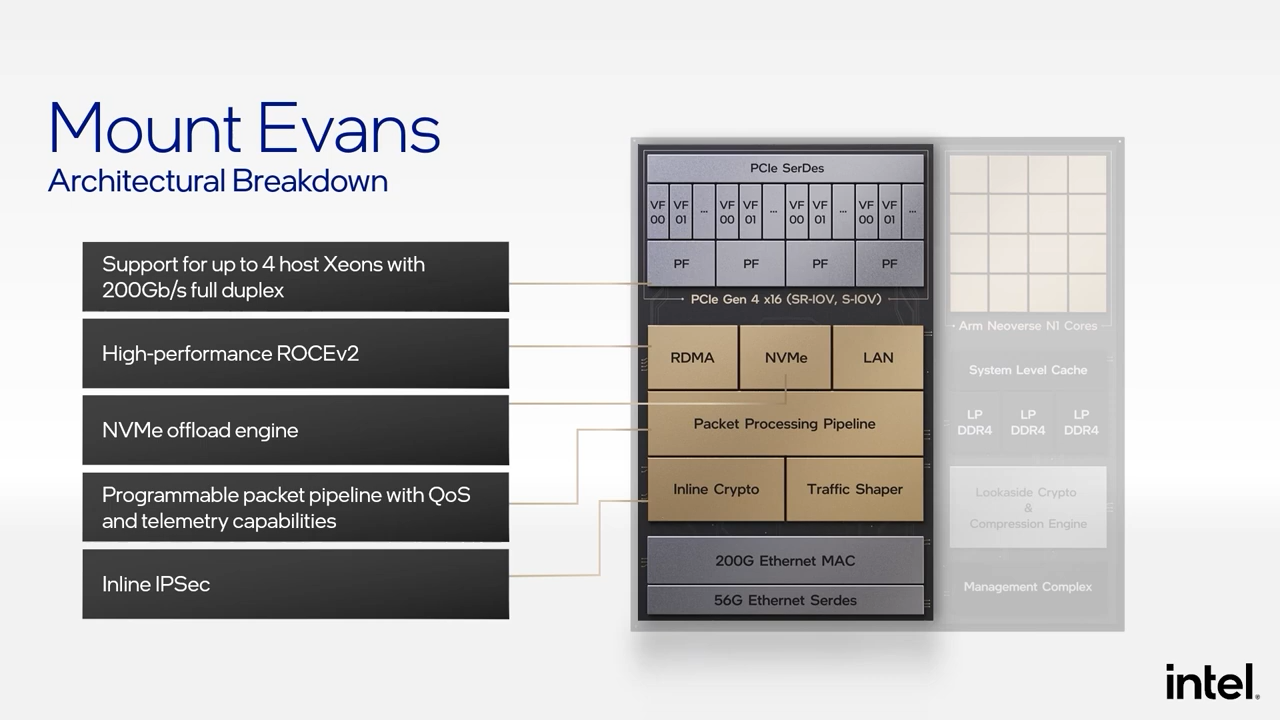 Mount Evans
Architectural Breakdown
Support for up to 4 host Xeons with
200Gb/s full duplex
High-performance ROCEv2
NVMe offload engine
Programmable packet pipeline with QoS
and telemetry capabilities
Inline IPSec
PCIe SerDes
VF 00 VF 01 ... VF 00 VF 01 ... VF 00 VF 01 ... VF 00 VF 01 ...
PF PF PF PF
PCIe Gen 4 x16 (SR-IOV, S-IOV)
RDMA NVMe LAN
Packet Processing Pipeline
Inline Crypto Traffic Shaper
200G Ethernet MAC
56G Ethernet Serdes
Arm Neoverse N1 Cores
System Level Cache
LP LP LP
DDR4 DDR4 DDR4
Lookaside Crypto
&
Compression Engine
Management Complex
intel.